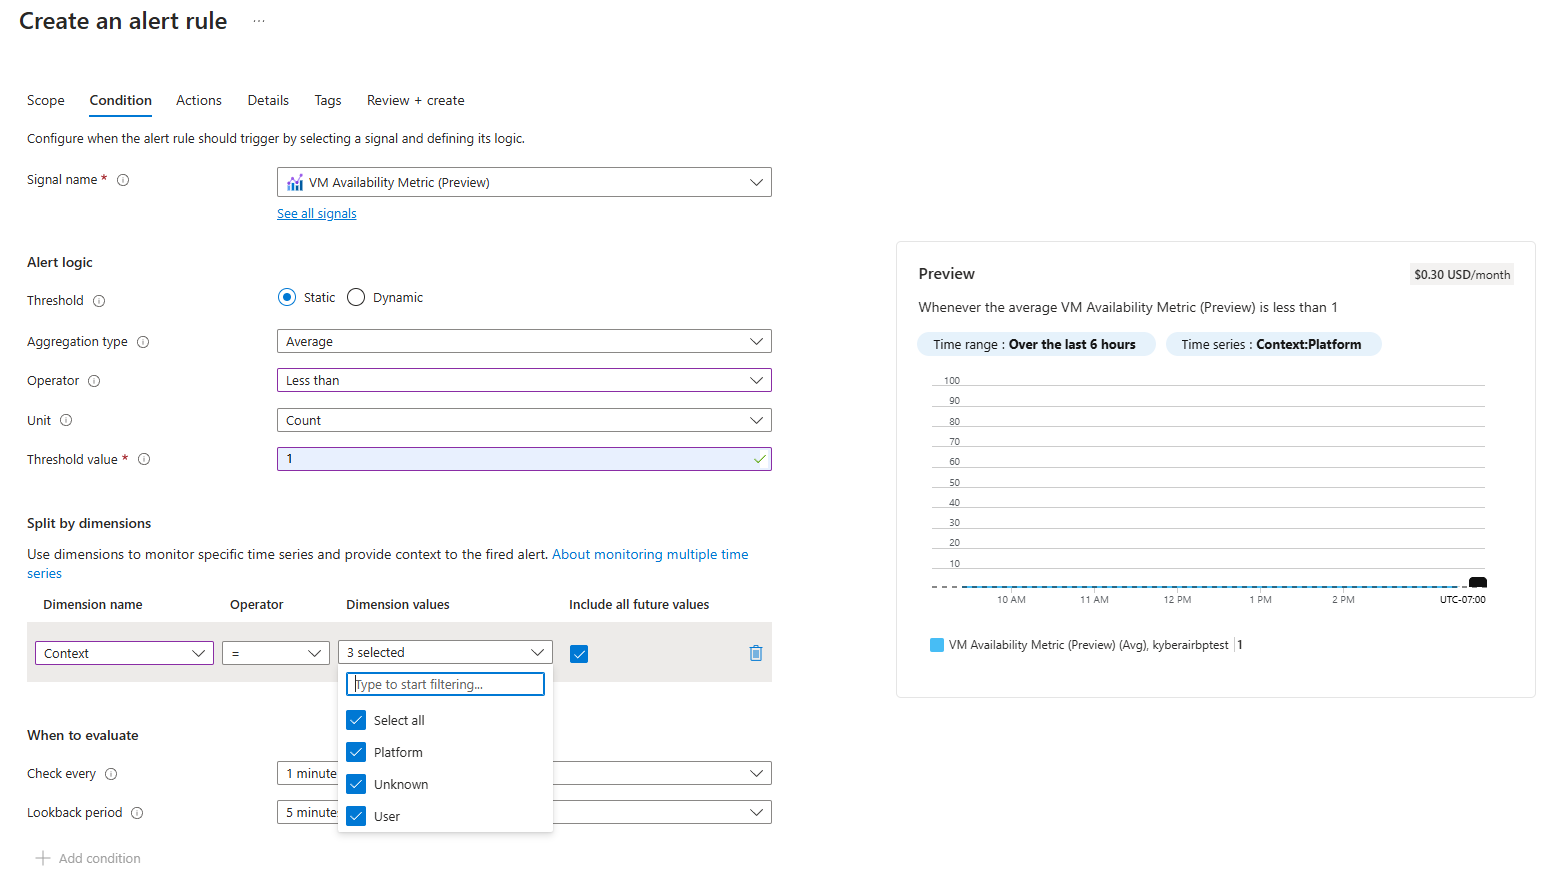 Create an alert rule ...
Scope Condition Actions Details Tags Review + create
Configure when the alert rule should trigger by selecting a signal and defining its logic.
Signal name * VM Availability Metric (Preview)
See all signals
Alert logic
Threshold Static Dynamic
Aggregation type Average
Operator Less than
Unit Count
Threshold value * 1
Split by dimensions
Use dimensions to monitor specific time series and provide context to the fired alert. About monitoring multiple time
series
Dimension name Operator Dimension values Include all future values
Context = 3 selected
Type to start filtering...
Select all
Platform
Unknown
User
When to evaluate
Check every 1 minute
Lookback period 5 minute
Add condition
Preview $0.30 USD/month
Whenever the average VM Availability Metric (Preview) is less than 1
Time range : Over the last 6 hours Time series : Context:Platform
100
90
80
70
60
50
40
30
20
10
10 AM 11 AM 12 PM 1 PM 2 PM UTC-07:00
VM Availability Metric (Preview) (Avg), kyberairbptest 1